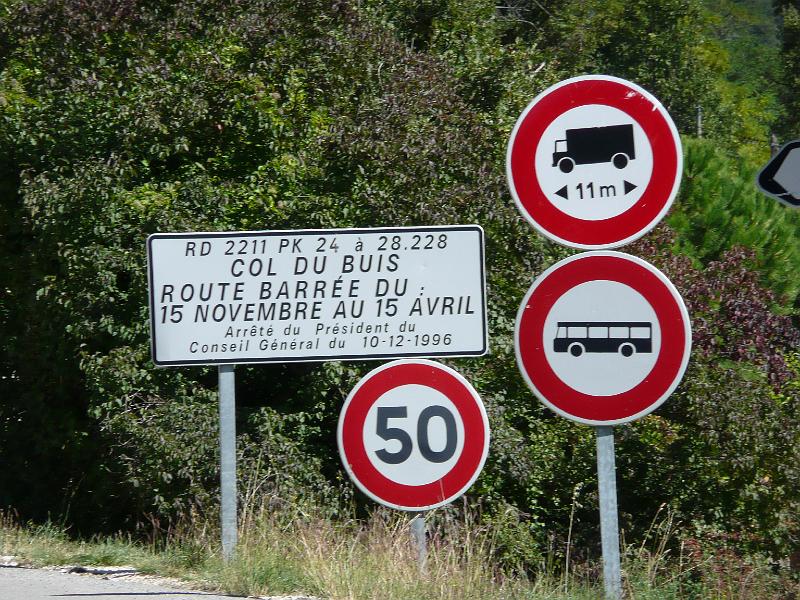 RD 2211 PK 24 à 28.228
COL DU BUIS
ROUTE BARRÉE DU :
15 NOVEMBRE AU 15 AVRIL
Arrêté du Président du
Conseil Général du 10-12-1996
11m
50